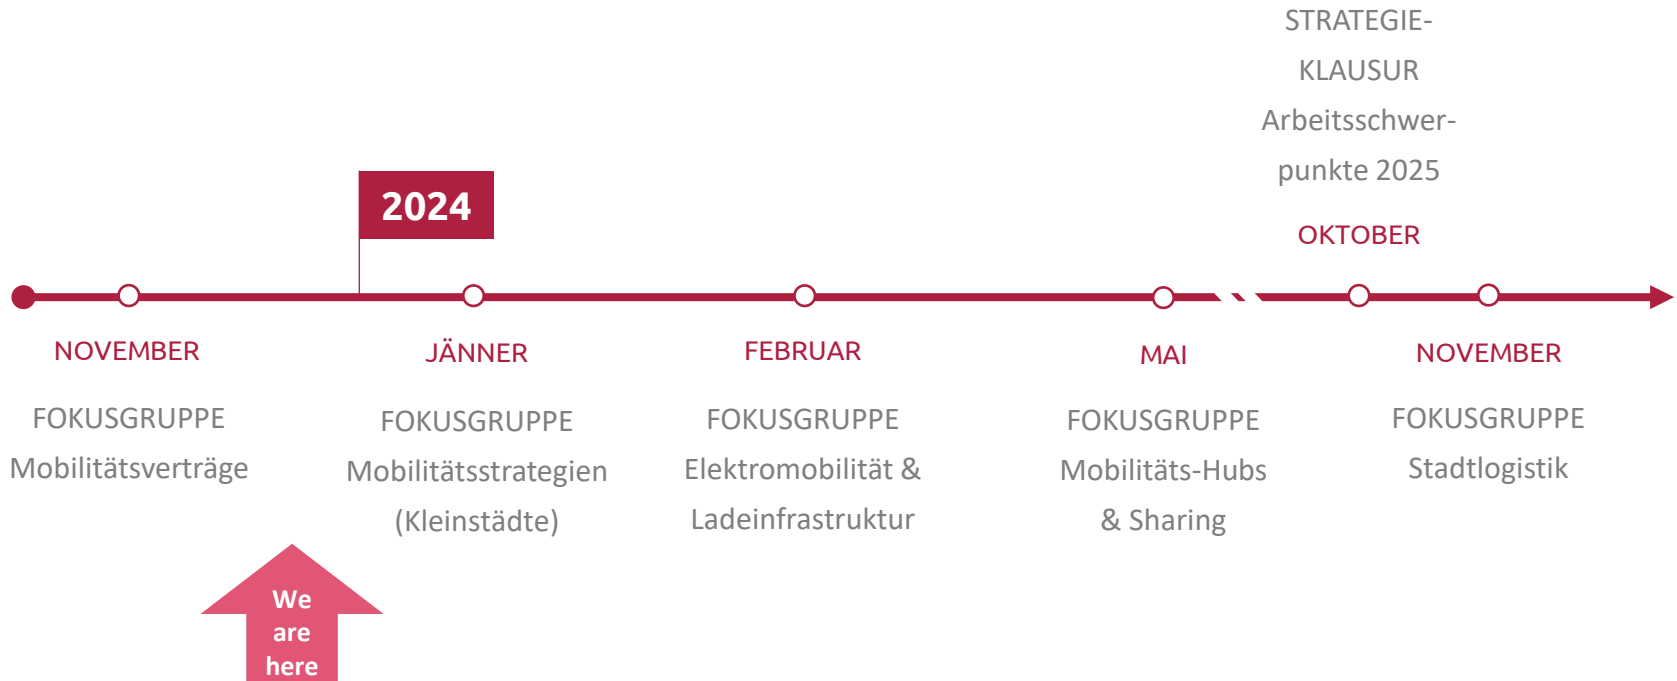 STRATEGIE-
KLAUSUR
Arbeitsschwer-
punkte 2025
OKTOBER
2024
NOVEMBER
FOKUSGRUPPE
Mobilitätsverträge
JÄNNER
FOKUSGRUPPE
Mobilitätsstrategien
(Kleinstädte)
FEBRUAR
FOKUSGRUPPE
Elektromobilität &
Ladeinfrastruktur
MAI
FOKUSGRUPPE
Mobilitäts-Hubs
& Sharing
NOVEMBER
FOKUSGRUPPE
Stadtlogistik
We
are
here